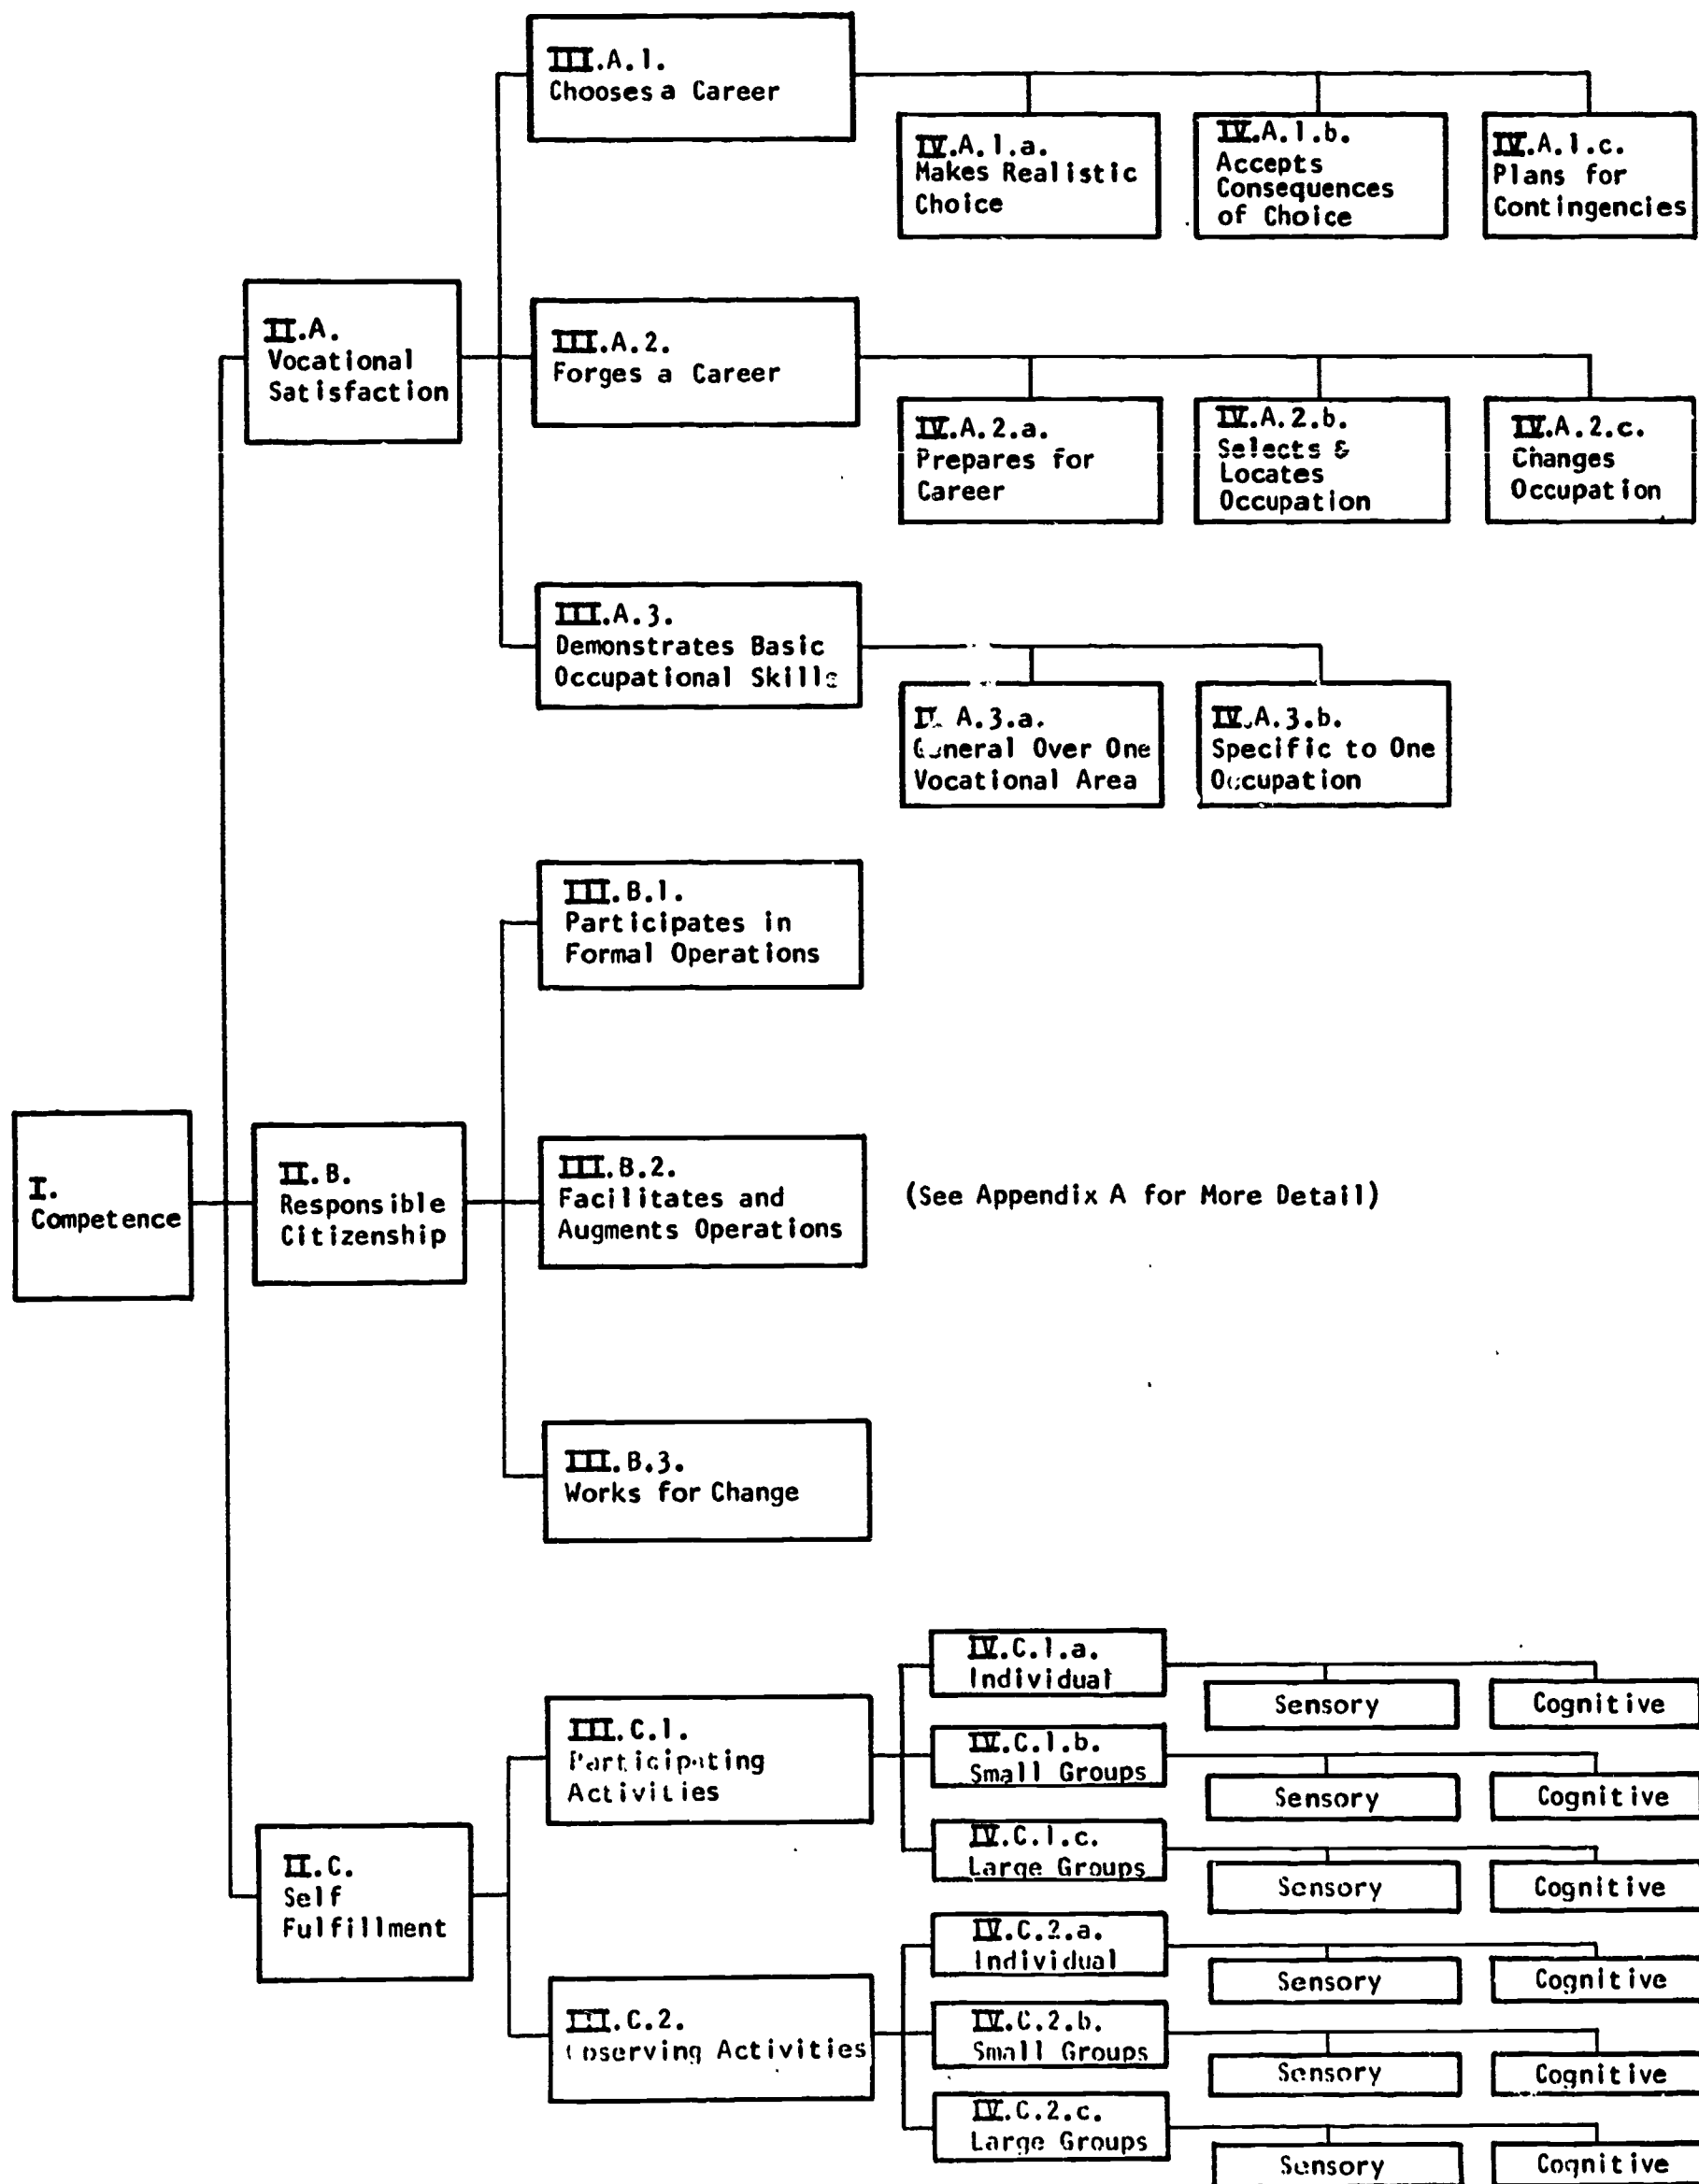 III.A.1.
Chooses a Career
IV.A.1.a.
Makes Realistic
Choice
IV.A.1.b.
Accepts
Consequences
of Choice
IV.A.1.c.
Plans for
Contingencies
II.A.
Vocational
Satisfaction
III.A.2.
Forges a Career
IV.A.2.a.
Prepares for
Career
IV.A.2.b.
Selects &
Locates
Occupation
IV.A.2.c.
Changes
Occupation
III.A.3.
Demonstrates Basic
Occupational Skills
IV.A.3.a.
General Over One
Vocational Area
IV.A.3.b.
Specific to One
Occupation
III.B.1.
Participates in
Formal Operations
I.
Competence
II.B.
Responsible
Citizenship
III.B.2.
Facilitates and
Augments Operations
(See Appendix A for More Detail)
III.B.3.
Works for Change
II.C.
Self
Fulfillment
III.C.1.
Participating
Activities
IV.C.1.a.
Individual
Sensory
Cognitive
IV.C.1.b.
Small Groups
Sensory
Cognitive
IV.C.1.c.
Large Groups
Sensory
Cognitive
III.C.2.
Observing Activities
IV.C.2.a.
Individual
Sensory
Cognitive
IV.C.2.b.
Small Groups
Sensory
Cognitive
IV.C.2.c.
Large Groups
Sensory
Cognitive